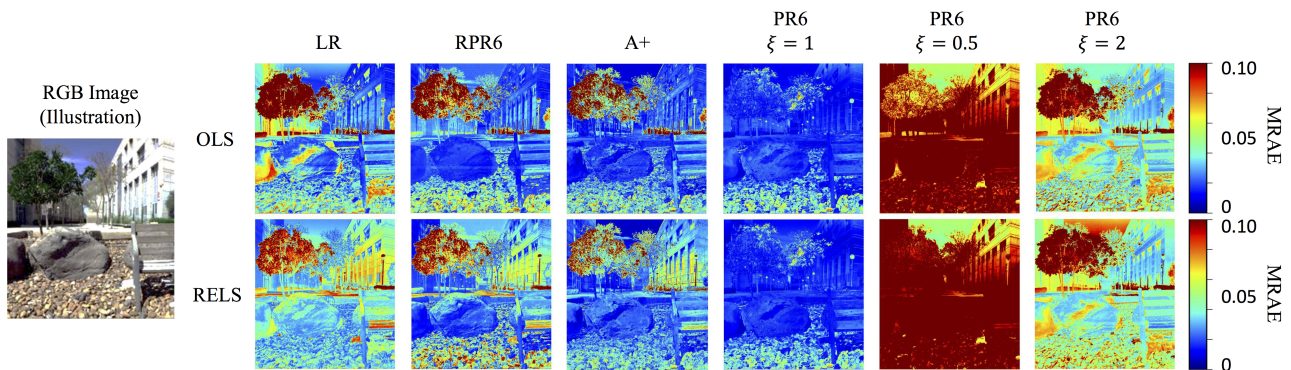 LR
RPR6
A+
PR6
ξ = 1
PR6
ξ = 0.5
PR6
ξ = 2
RGB Image
(Illustration)
OLS
0.10
0.05
0
MRAE
RELS
0.10
0.05
0
MRAE